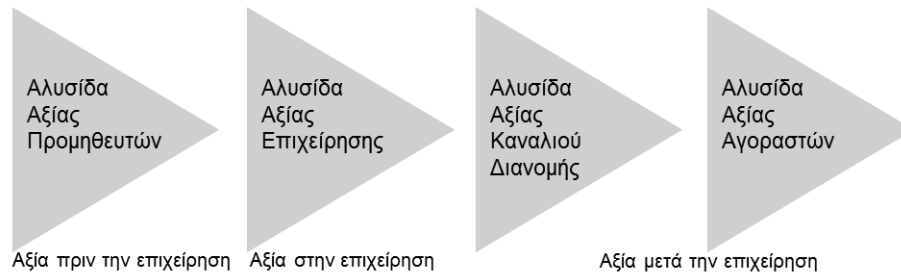 Αλυσίδα
Αξίας
Προμηθευτών
Αλυσίδα
Αξίας
Επιχείρησης
Αλυσίδα
Αξίας
Καναλιού
Διανομής
Αλυσίδα
Αξίας
Αγοραστών
Αξία πριν την επιχείρηση
Αξία στην επιχείρηση
Αξία μετά την επιχείρηση